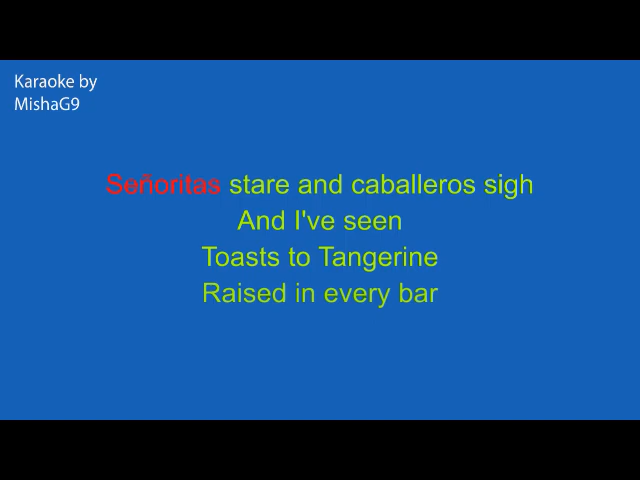 Karaoke by
MishaG9
Señoritas stare and caballeros sigh
And I've seen
Toasts to Tangerine
Raised in every bar